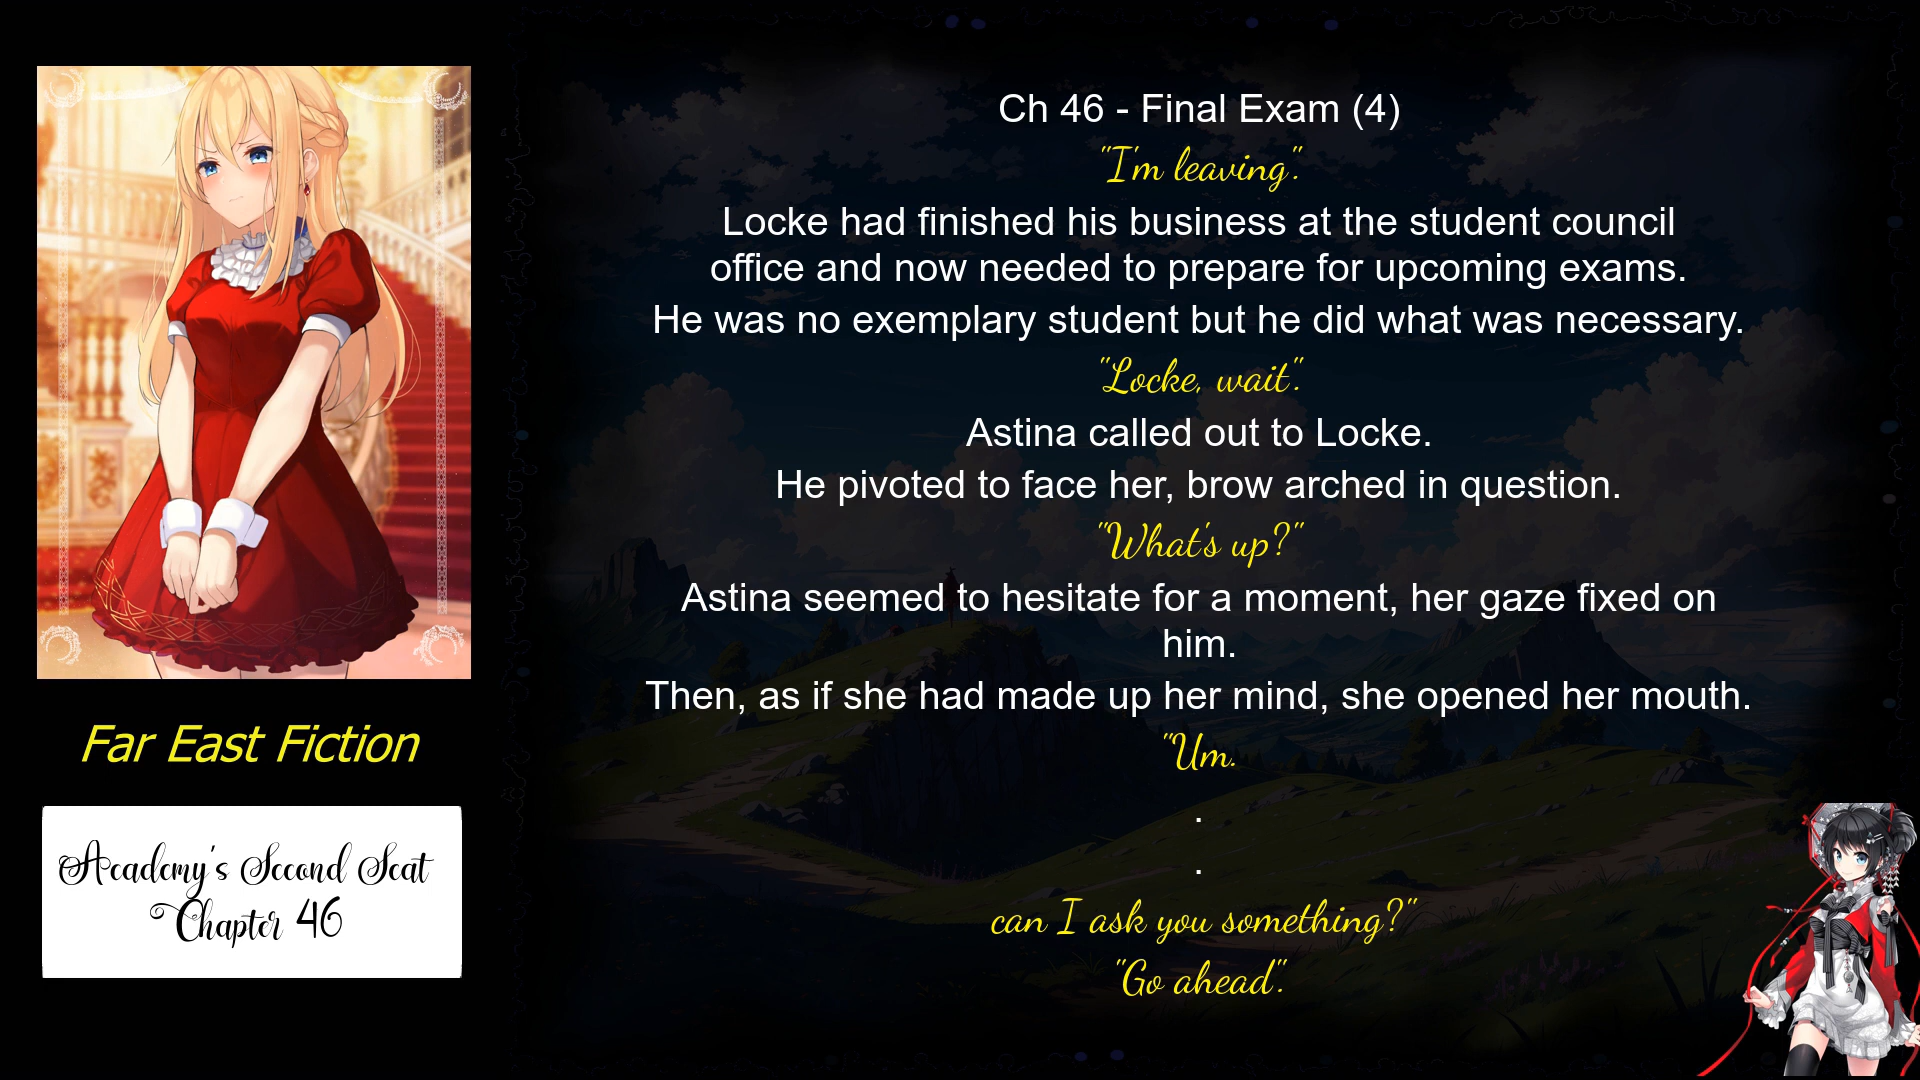 Far East Fiction
Academy's Second Seat
Chapter 46
Ch 46 - Final Exam (4)
"I'm leaving".
Locke had finished his business at the student council
office and now needed to prepare for upcoming exams.
He was no exemplary student but he did what was necessary.
"Locke, wait".
Astina called out to Locke.
He pivoted to face her, brow arched in question.
"What's up?"
Astina seemed to hesitate for a moment, her gaze fixed on
him.
Then, as if she had made up her mind, she opened her mouth.
"Um.
.
.
can I ask you something?"
"Go ahead".